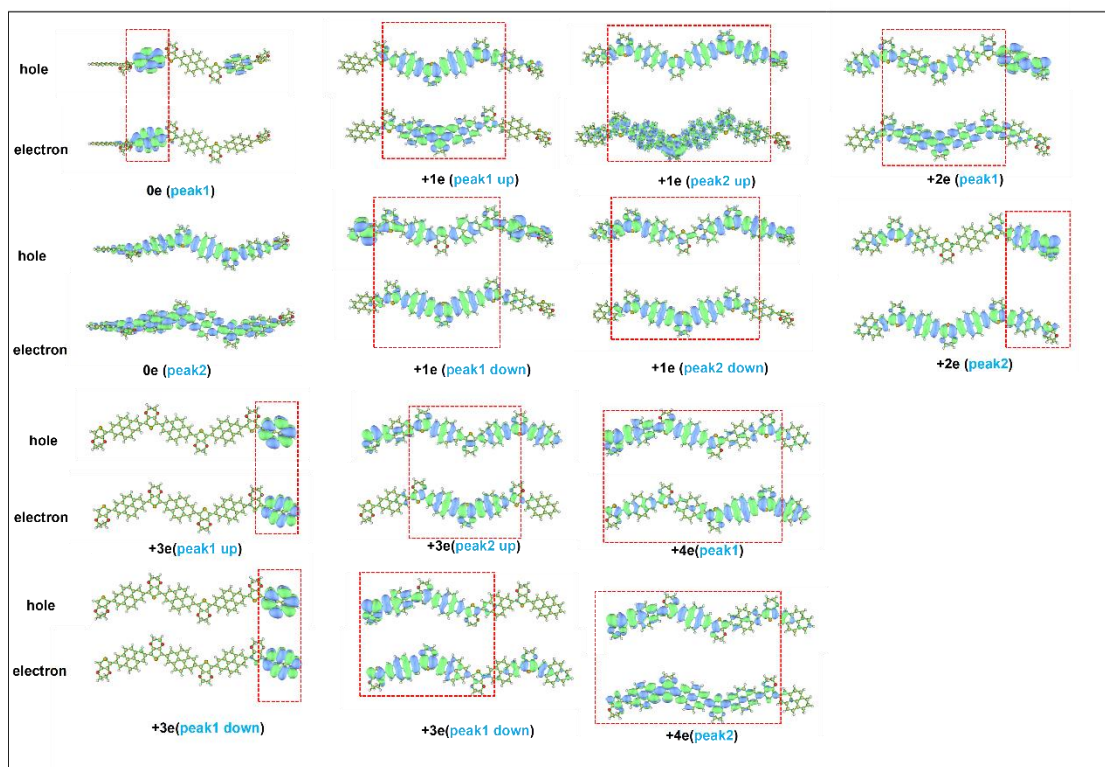 hole
electron
0e (peak1)
+1e (peak1 up)
+1e (peak2 up)
+2e (peak1)
hole
electron
0e (peak2)
+1e (peak1 down)
+1e (peak2 down)
+2e (peak2)
hole
electron
+3e(peak1 up)
+3e(peak2 up)
+4e(peak1)
hole
electron
+3e(peak1 down)
+3e(peak1 down)
+4e(peak2)